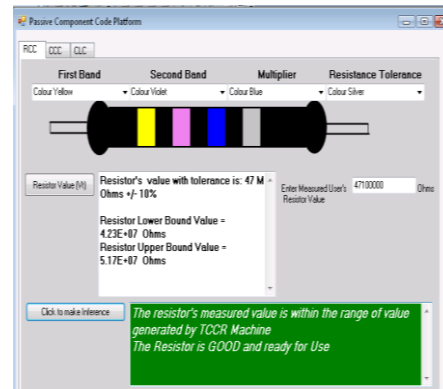 Passive Component Code Platform
RCC CCC CLC
First Band Second Band Multiplier Resistance Tolerance
Colour Yellow Colour Violet Colour Blue Colour Silver
Resistor Value (Vi)
Resistor's value with tolerance is: 47 M
Ohms +/- 10%
Resistor Lower Bound Value =
4.23E+07 Ohms
Resistor Upper Bound Value =
5.17E+07 Ohms
Enter Measured User's
Resistor Value
47100000
Ohms
Click to make Inference
The resistor's measured value is within the range of value
generated by TCCR Machine
The Resistor is GOOD and ready for Use